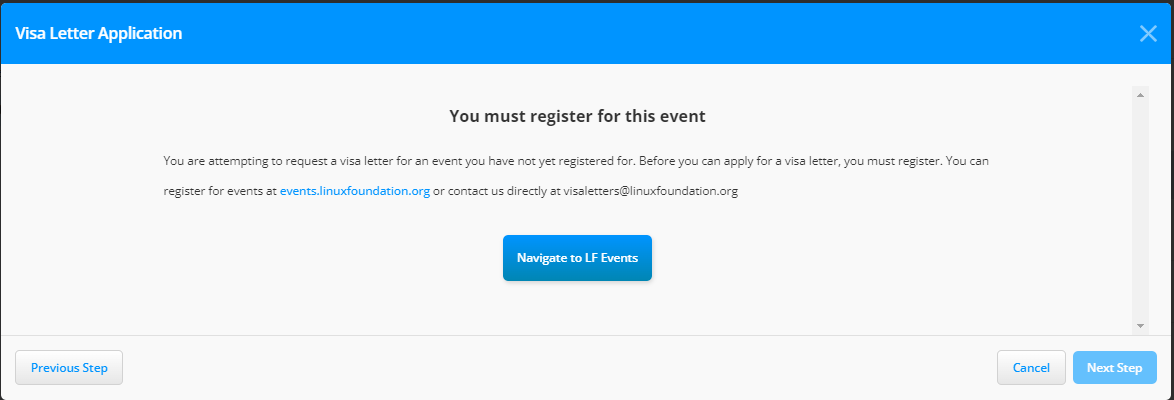 Visa Letter Application
You must register for this event
You are attempting to request a visa letter for an event you have not yet registered for. Before you can apply for a visa letter, you must register. You can
register for events at events.linuxfoundation.org or contact us directly at visaletters@linuxfoundation.org
Navigate to LF Events
Previous Step
Cancel
Next Step